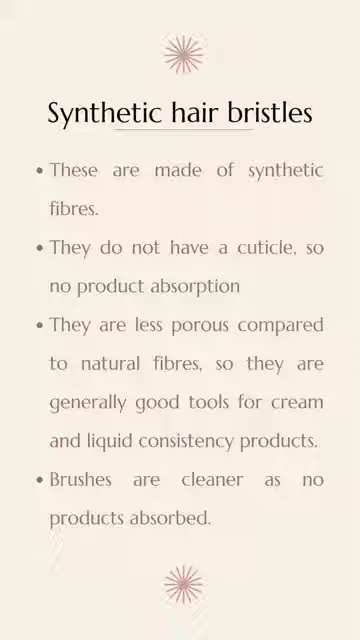 Synthetic hair bristles
• These are made of synthetic
fibres.
• They do not have a cuticle, so
no product absorption
• They are less porous compared
to natural fibres, so they are
generally good tools for cream
and liquid consistency products.
• Brushes are cleaner as no
products absorbed.